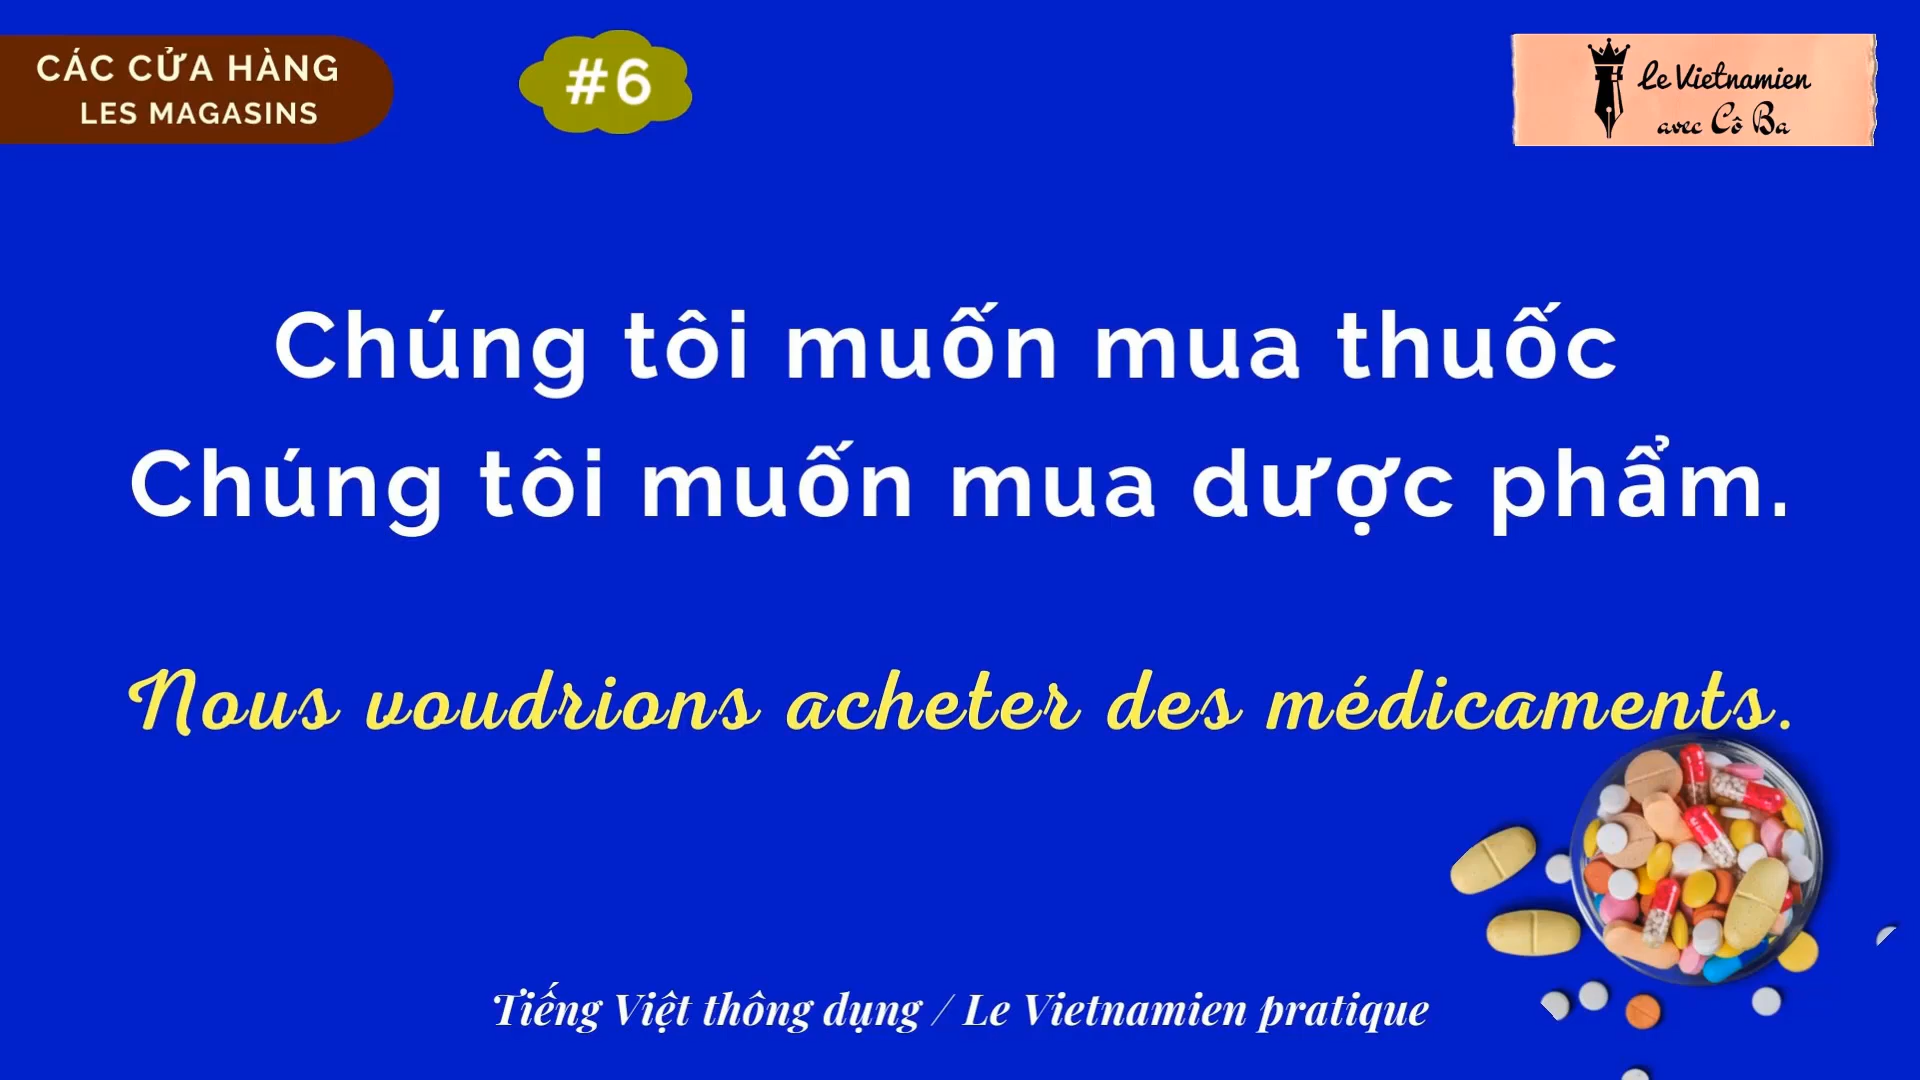 CÁC CỬA HÀNG
LES MAGASINS
#6
Le Vietnamien
avec Cô Ba
Chúng tôi muốn mua thuốc
Chúng tôi muốn mua dược phẩm.
Nous voudrions acheter des médicaments.
Tiếng Việt thông dụng / Le Vietnamien pratique